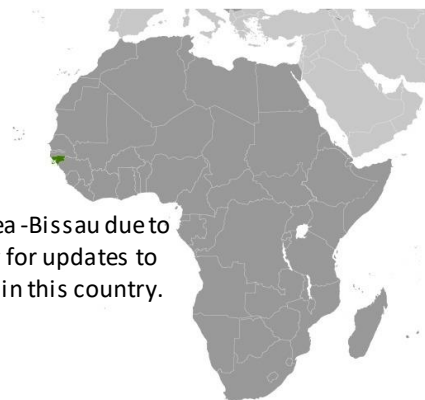 ea -Bissau due to
for updates to
in this country.